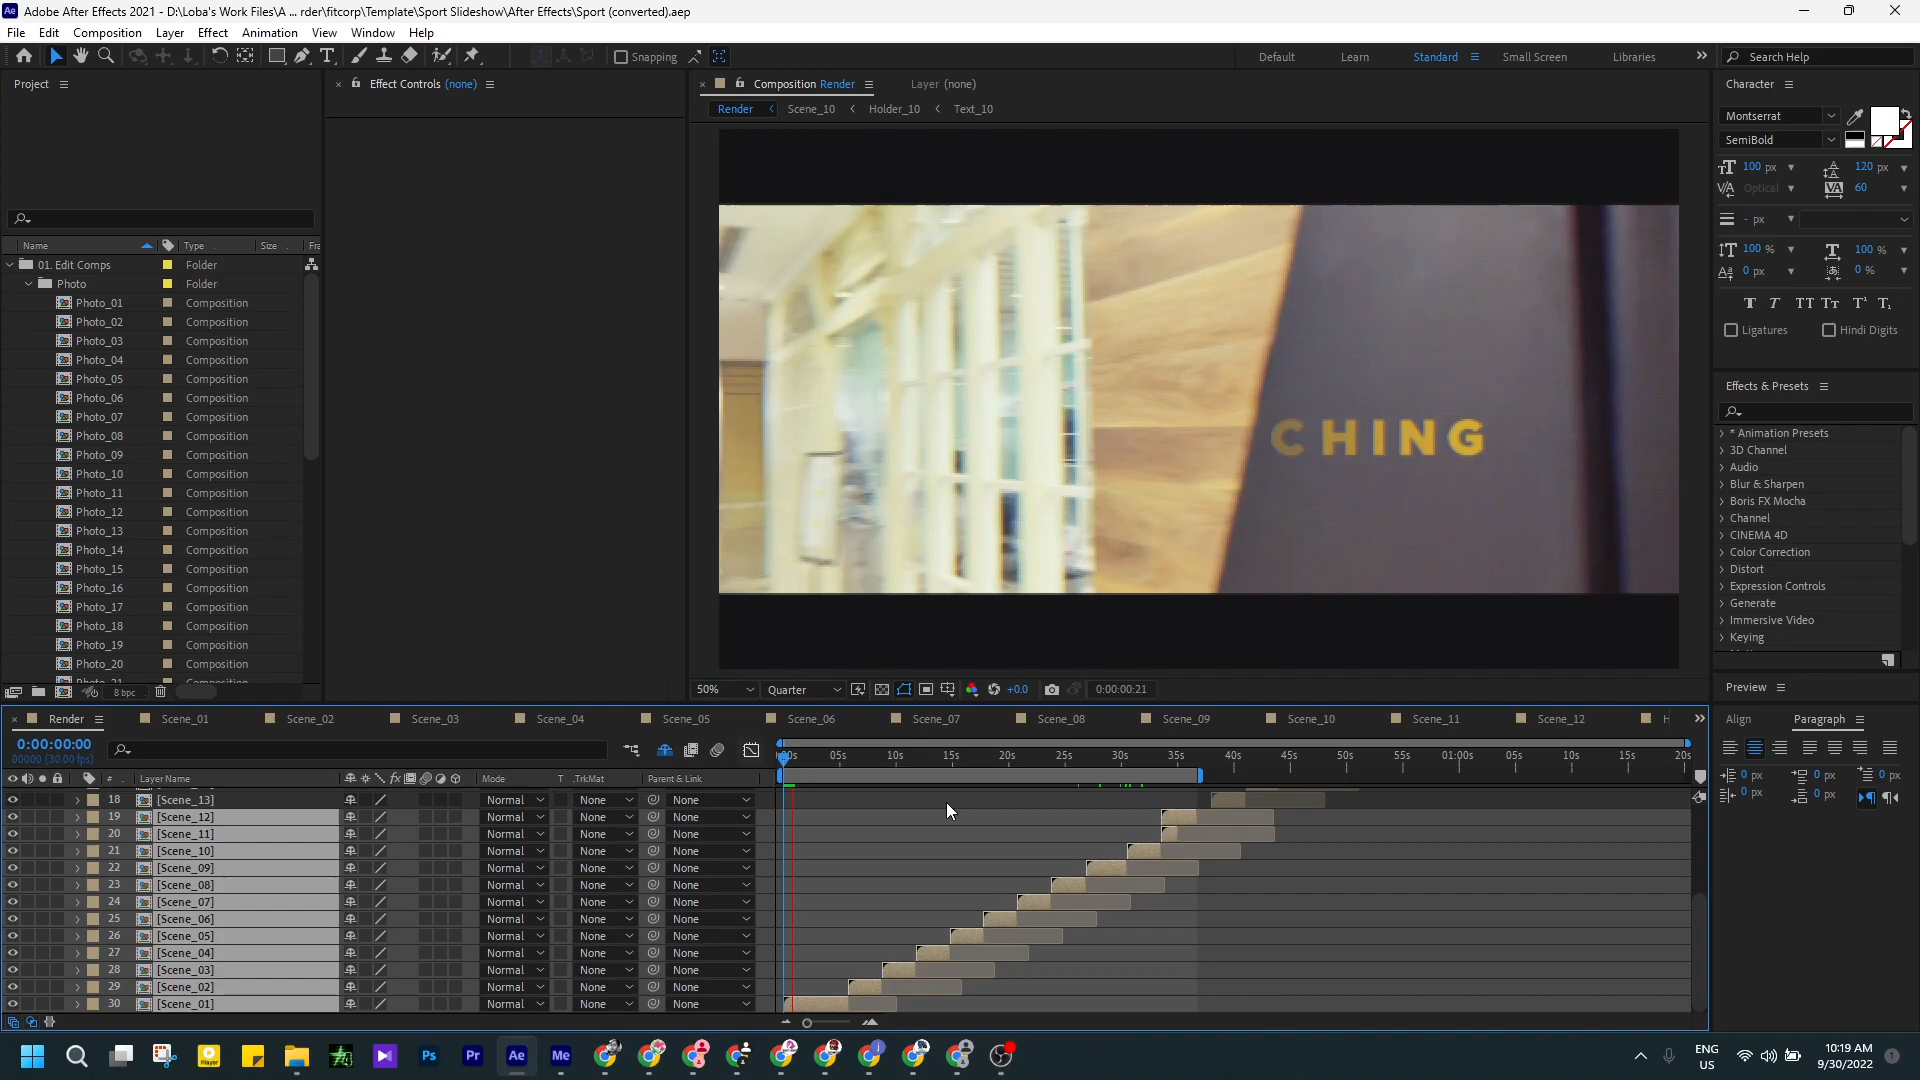 Adobe After Effects 2021 - D:\Loba's Work Files\A ... rder\fitcorp\Template\Sport Slideshow\After Effects\Sport (converted).aep
File Edit Composition Layer Effect Animation View Window Help
Snapping Default Learn Standard Small Screen Libraries Search Help
Project
Effect Controls (none)
Composition Render Layer (none)
Render Scene_10 Holder_10 Text_10
Name Type Size Fra
01. Edit Comps Folder
Photo Folder
Photo_01 Composition
Photo_02 Composition
Photo_03 Composition
Photo_04 Composition
Photo_05 Composition
Photo_06 Composition
Photo_07 Composition
Photo_08 Composition
Photo_09 Composition
Photo_10 Composition
Photo_11 Composition
Photo_12 Composition
Photo_13 Composition
Photo_14 Composition
Photo_15 Composition
Photo_16 Composition
Photo_17 Composition
Photo_18 Composition
Photo_19 Composition
Photo_20 Composition
8 bpc
CHING
50% Quarter +0.0 0:00:00:21
Character
Montserrat
SemiBold
100 px 120 px
Optical 60
- px
100 % 100 %
0 px 0 %
Ligatures Hindi Digits
Effects & Presets
* Animation Presets
3D Channel
Audio
Blur & Sharpen
Boris FX Mocha
Channel
CINEMA 4D
Color Correction
Distort
Expression Controls
Generate
Immersive Video
Keying
Preview
Align Paragraph
0 px 0 px 0 px
0 px 0 px
Render Scene_01 Scene_02 Scene_03 Scene_04 Scene_05 Scene_06 Scene_07 Scene_08 Scene_09 Scene_10 Scene_11 Scene_12 H
0:00:00:00
00000 (30.00 fps)
05s 10s 15s 20s 25s 30s 35s 40s 45s 50s 55s 01:00s 05s 10s 15s 20s
# Layer Name fx Mode T .TrkMat Parent & Link
18 [Scene_13] Normal None None
19 [Scene_12] Normal None None
20 [Scene_11] Normal None None
21 [Scene_10] Normal None None
22 [Scene_09] Normal None None
23 [Scene_08] Normal None None
24 [Scene_07] Normal None None
25 [Scene_06] Normal None None
26 [Scene_05] Normal None None
27 [Scene_04] Normal None None
28 [Scene_03] Normal None None
29 [Scene_02] Normal None None
30 [Scene_01] Normal None None
Player Ps Pr Ae Me
ENG
US
10:19 AM
9/30/2022